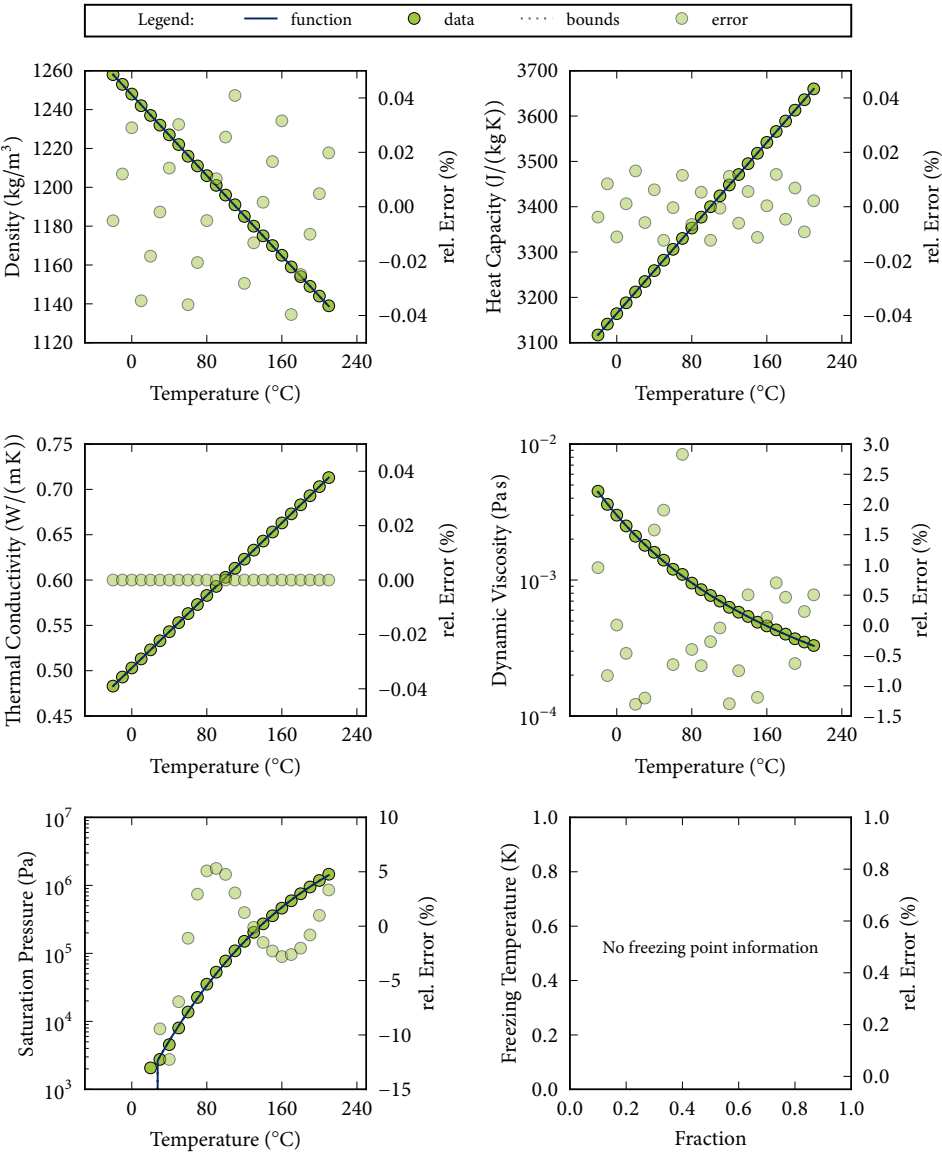 Legend: function data bounds error
1260
1240
1220
1200
1180
1160
1140
1120
Density (kg/m³)
0 80 160 240
Temperature (°C)
0.04
0.02
0.00
−0.02
−0.04
rel. Error (%)
3700
3600
3500
3400
3300
3200
3100
Heat Capacity (J/(kg K))
0 80 160 240
Temperature (°C)
0.04
0.02
0.00
−0.02
−0.04
rel. Error (%)
0.75
0.70
0.65
0.60
0.55
0.50
0.45
Thermal Conductivity (W/(m K))
0 80 160 240
Temperature (°C)
0.04
0.02
0.00
−0.02
−0.04
rel. Error (%)
10⁻²
10⁻³
10⁻⁴
Dynamic Viscosity (Pa s)
0 80 160 240
Temperature (°C)
3.0
2.5
2.0
1.5
1.0
0.5
0.0
−0.5
−1.0
−1.5
rel. Error (%)
10⁷
10⁶
10⁵
10⁴
10³
Saturation Pressure (Pa)
0 80 160 240
Temperature (°C)
10
5
0
−5
−10
−15
rel. Error (%)
1.0
0.8
0.6
0.4
0.2
0.0
Freezing Temperature (K)
No freezing point information
0.0 0.2 0.4 0.6 0.8 1.0
Fraction
1.0
0.8
0.6
0.4
0.2
0.0
rel. Error (%)